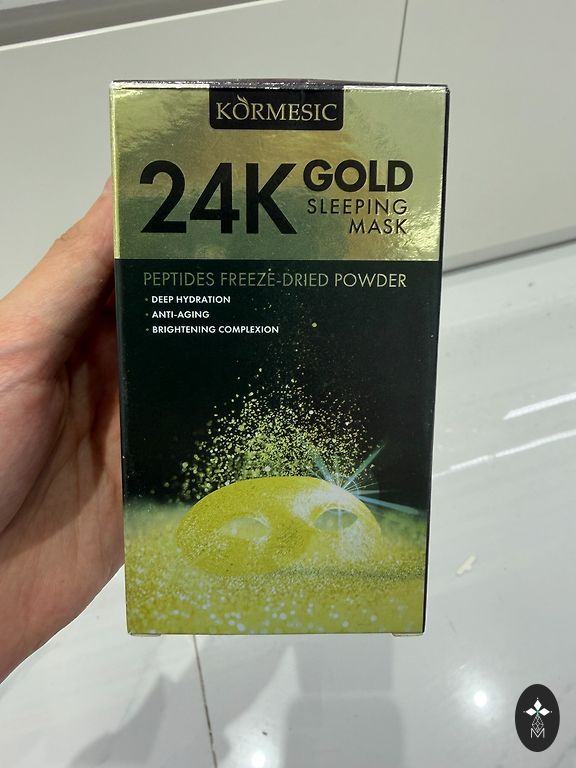 KORMESIC
24K GOLD
SLEEPING
MASK
PEPTIDES FREEZE-DRIED POWDER
• DEEP HYDRATION
• ANTI-AGING
• BRIGHTENING COMPLEXION
M